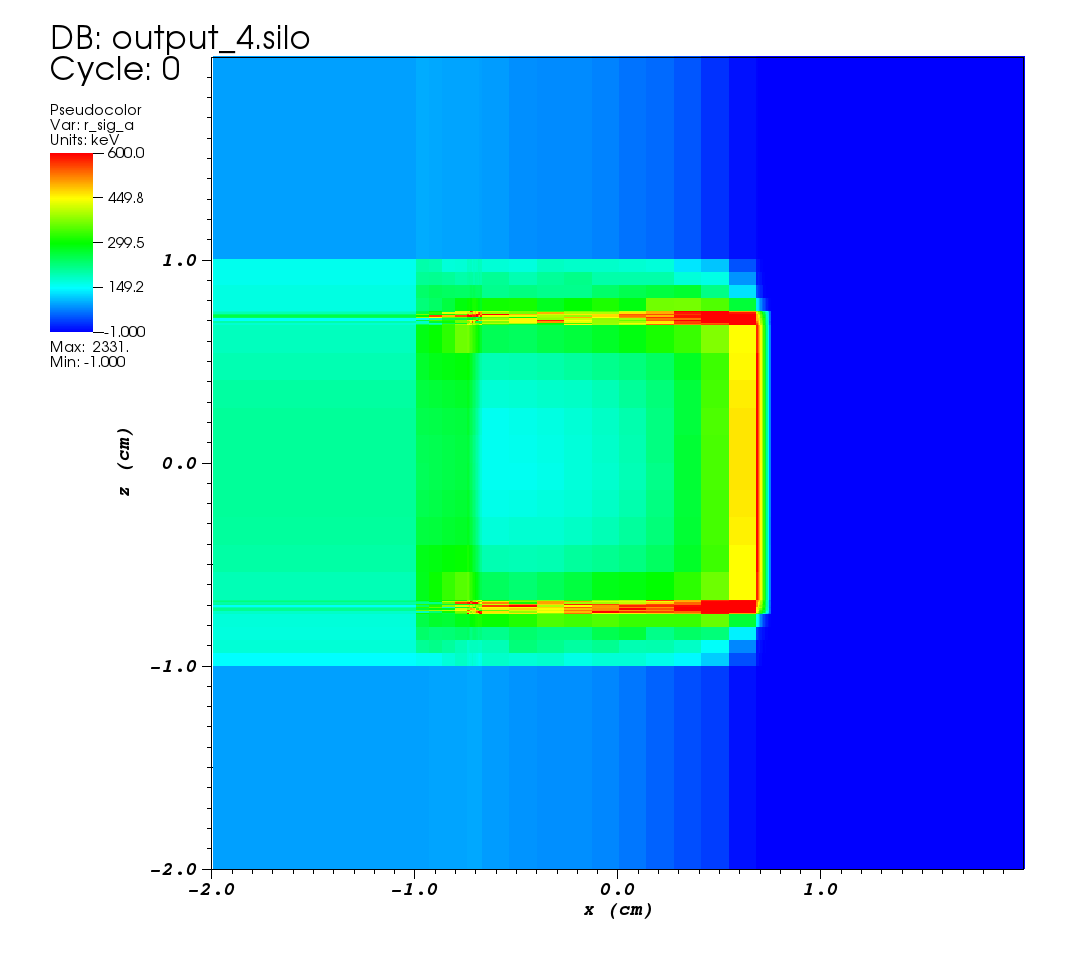 DB: output_4.silo
Cycle: 0
Pseudocolor
Var: r_sig_a
Units: keV
600.0
449.8
299.5
149.2
-1.000
Max: 2331.
Min: -1.000
z (cm)
1.0
0.0
-1.0
-2.0
-2.0 -1.0 0.0 1.0
x (cm)